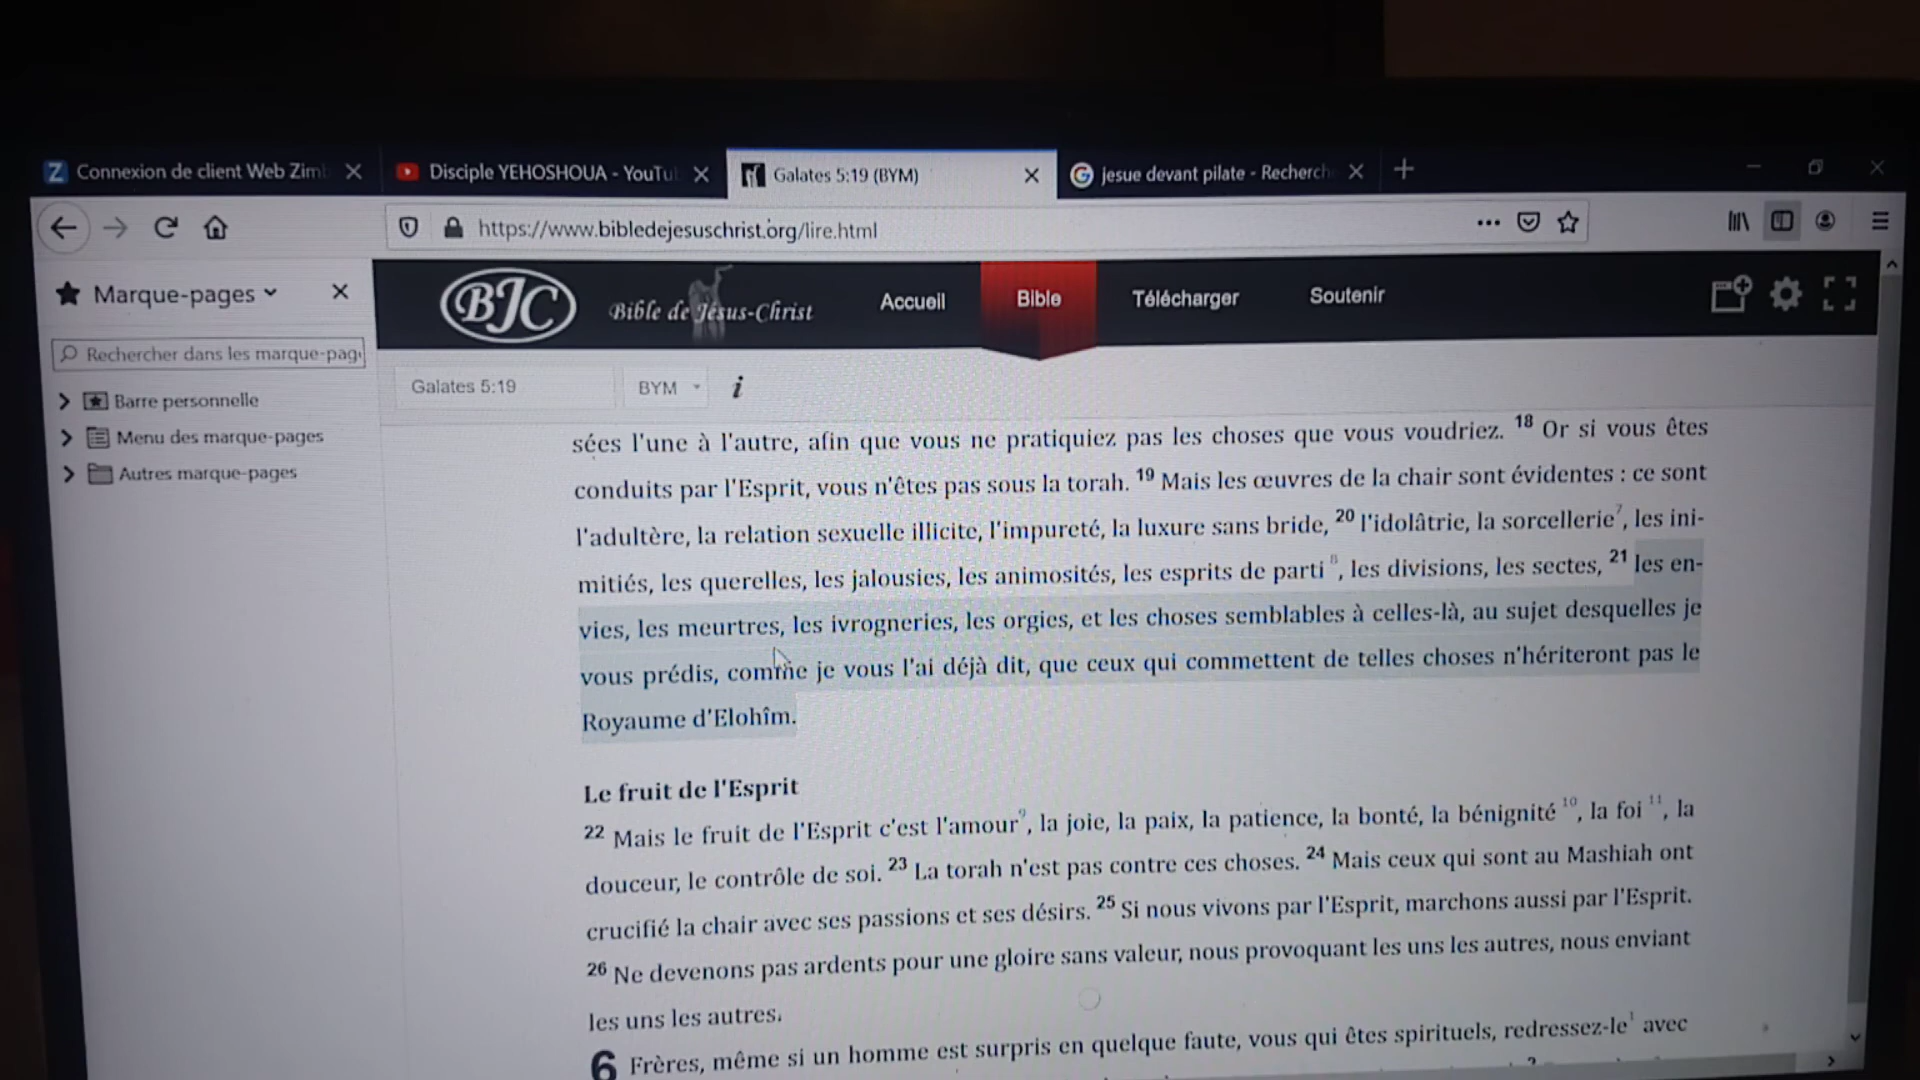 Connexion de client Web Zim
Disciple YEHOSHOUA - YouTu
Galates 5:19 (BYM)
jesue devant pilate - Recherch
https://www.bibledejesuschrist.org/lire.html
Marque-pages
BJC
Bible de Jésus-Christ
Accueil
Bible
Télécharger
Soutenir
Rechercher dans les marque-pag
Galates 5:19
BYM
i
Barre personnelle
Menu des marque-pages
Autres marque-pages
sées l'une à l'autre, afin que vous ne pratiquiez pas les choses que vous voudriez. 18 Or si vous êtes
conduits par l'Esprit, vous n'êtes pas sous la torah. 19 Mais les œuvres de la chair sont évidentes : ce sont
l'adultère, la relation sexuelle illicite, l'impureté, la luxure sans bride, 20 l'idolâtrie, la sorcellerie7, les ini-
mitiés, les querelles, les jalousies, les animosités, les esprits de parti 8, les divisions, les sectes, 21 les en-
vies, les meurtres, les ivrogneries, les orgies, et les choses semblables à celles-là, au sujet desquelles je
vous prédis, comme je vous l'ai déjà dit, que ceux qui commettent de telles choses n'hériteront pas le
Royaume d'Elohîm.
Le fruit de l'Esprit
22 Mais le fruit de l'Esprit c'est l'amour9, la joie, la paix, la patience, la bonté, la bénignité 10, la foi 11, la
douceur, le contrôle de soi. 23 La torah n'est pas contre ces choses. 24 Mais ceux qui sont au Mashiah ont
crucifié la chair avec ses passions et ses désirs. 25 Si nous vivons par l'Esprit, marchons aussi par l'Esprit.
26 Ne devenons pas ardents pour une gloire sans valeur, nous provoquant les uns les autres, nous enviant
les uns les autres.
6 Frères, même si un homme est surpris en quelque faute, vous qui êtes spirituels, redressez-le1 avec